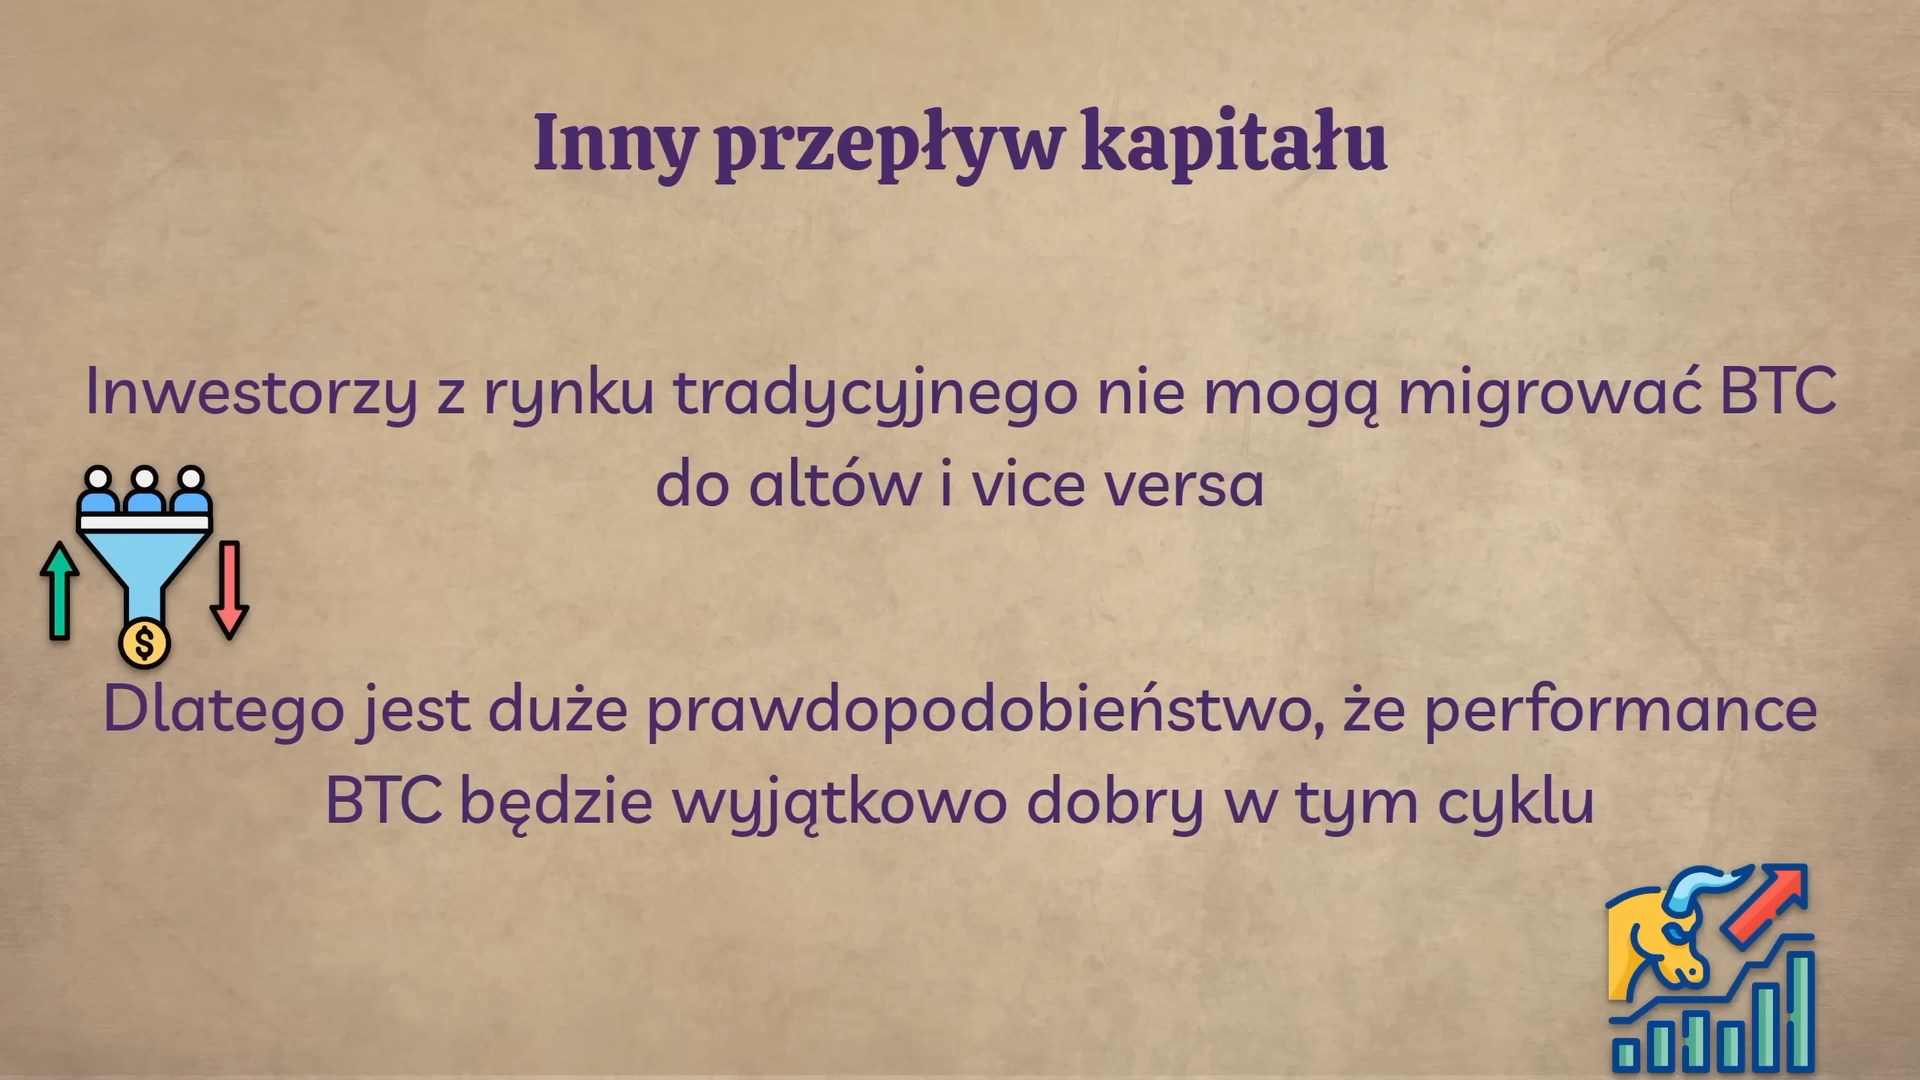 Inny przepływ kapitału
Inwestorzy z rynku tradycyjnego nie mogą migrować BTC
do altów i vice versa
$
Dlatego jest duże prawdopodobieństwo, że performance
BTC będzie wyjątkowo dobry w tym cyklu